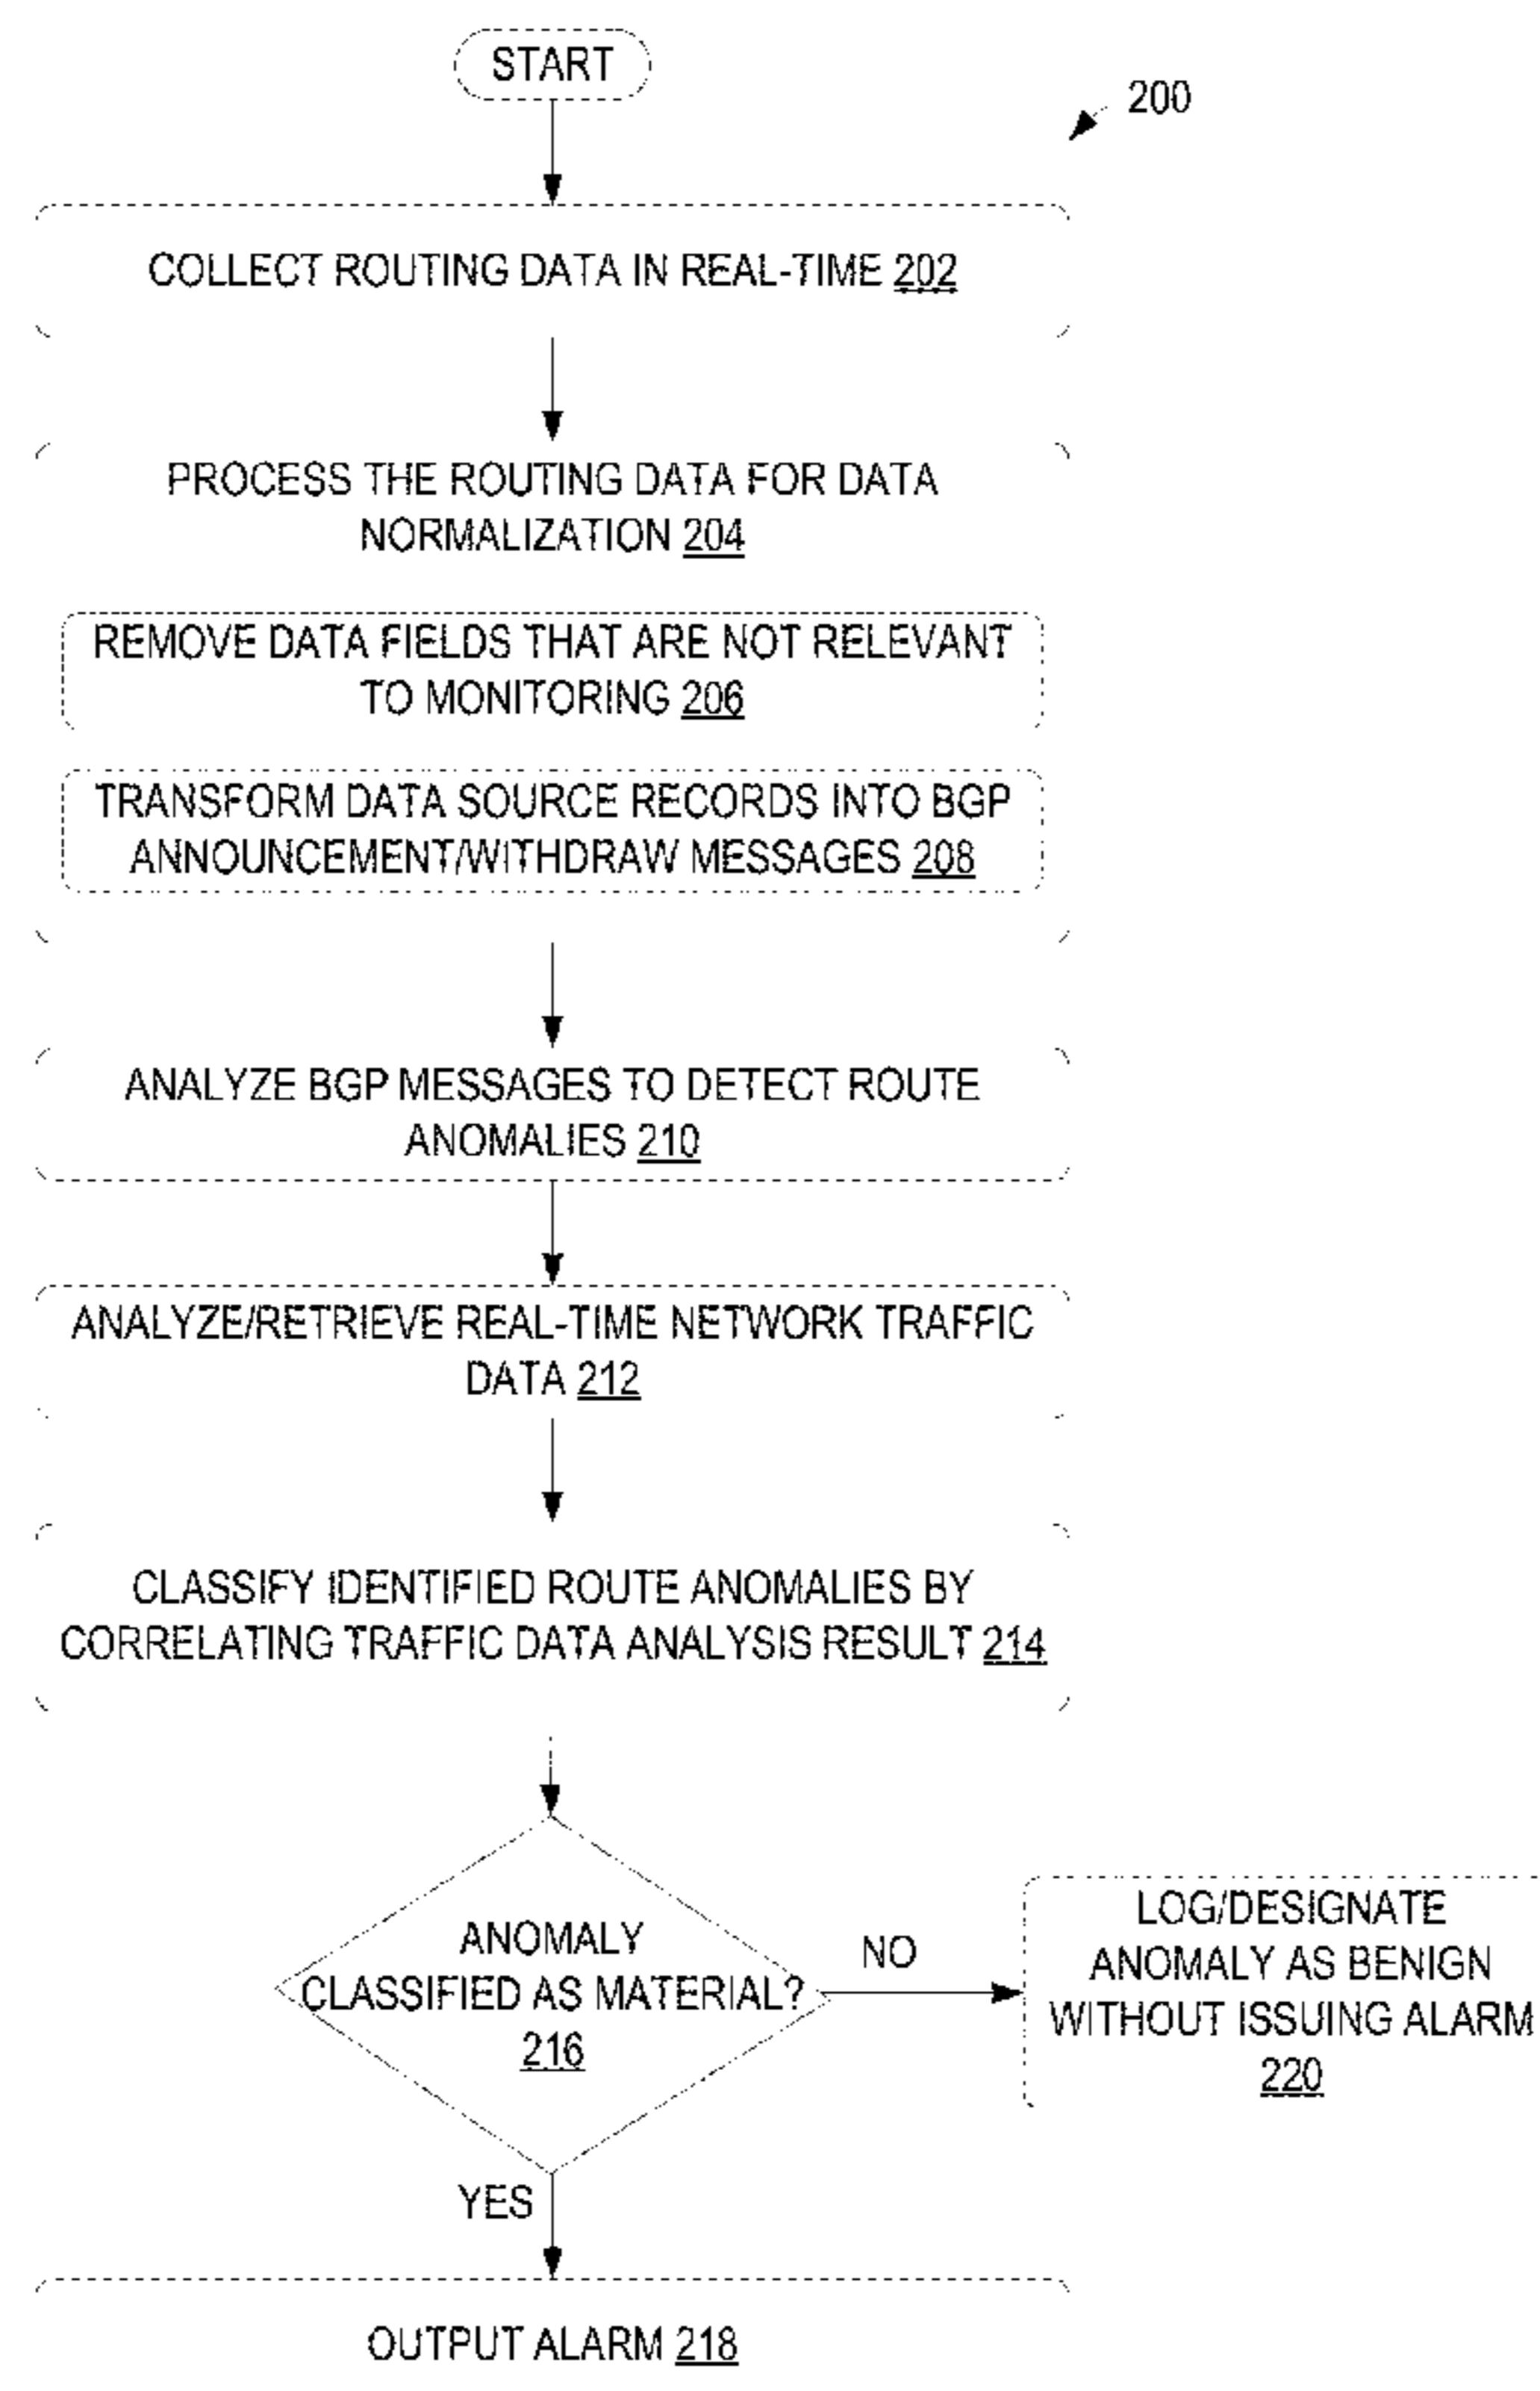 START
200
COLLECT ROUTING DATA IN REAL-TIME 202
PROCESS THE ROUTING DATA FOR DATA
NORMALIZATION 204
REMOVE DATA FIELDS THAT ARE NOT RELEVANT
TO MONITORING 206
TRANSFORM DATA SOURCE RECORDS INTO BGP
ANNOUNCEMENT/WITHDRAW MESSAGES 208
ANALYZE BGP MESSAGES TO DETECT ROUTE
ANOMALIES 210
ANALYZE/RETRIEVE REAL-TIME NETWORK TRAFFIC
DATA 212
CLASSIFY IDENTIFIED ROUTE ANOMALIES BY
CORRELATING TRAFFIC DATA ANALYSIS RESULT 214
ANOMALY
CLASSIFIED AS MATERIAL?
216
NO
LOG/DESIGNATE
ANOMALY AS BENIGN
WITHOUT ISSUING ALARM
220
YES
OUTPUT ALARM 218